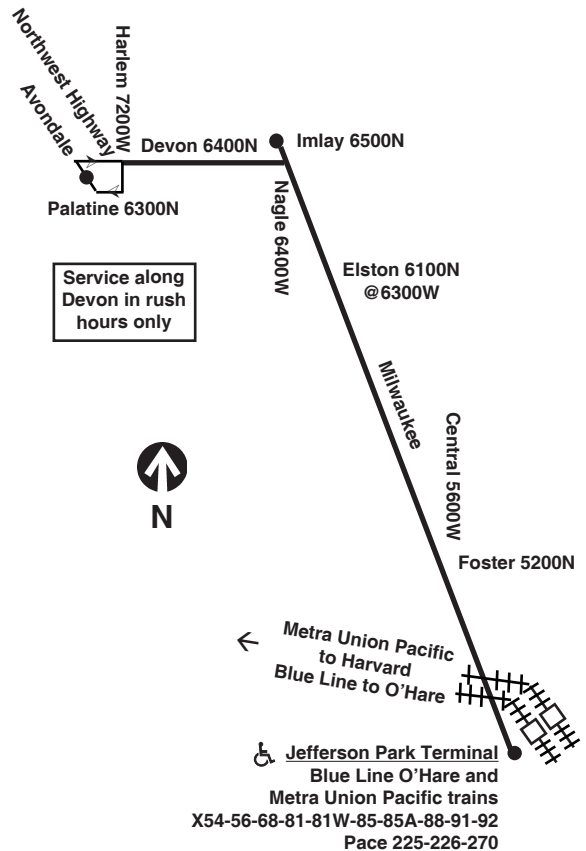 Northwest Highway
Avondale
Harlem 7200W
Devon 6400N
Imlay 6500N
Palatine 6300N
Nagle 6400W
Service along
Devon in rush
hours only
Elston 6100N
@6300W
Milwaukee
Central 5600W
N
Foster 5200N
Metra Union Pacific
to Harvard
Blue Line to O'Hare
Jefferson Park Terminal
Blue Line O'Hare and
Metra Union Pacific trains
X54-56-68-81-81W-85-85A-88-91-92
Pace 225-226-270